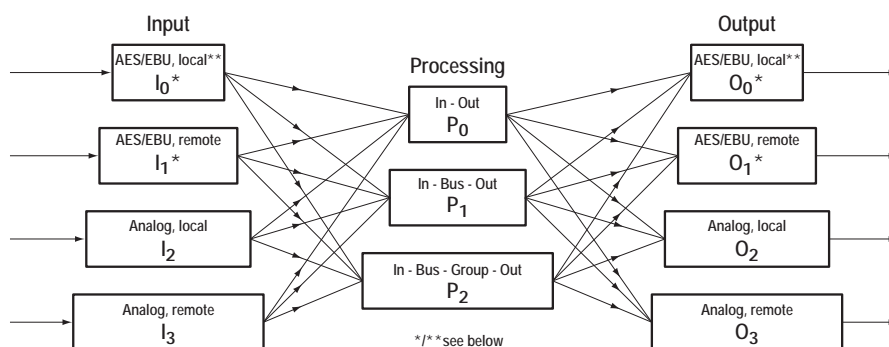 Input
Processing
Output
AES/EBU, local**
I0*
AES/EBU, remote
I1*
Analog, local
I2
Analog, remote
I3
In - Out
P0
In - Bus - Out
P1
In - Bus - Group - Out
P2
*/**see below
AES/EBU, local**
O0*
AES/EBU, remote
O1*
Analog, local
O2
Analog, remote
O3